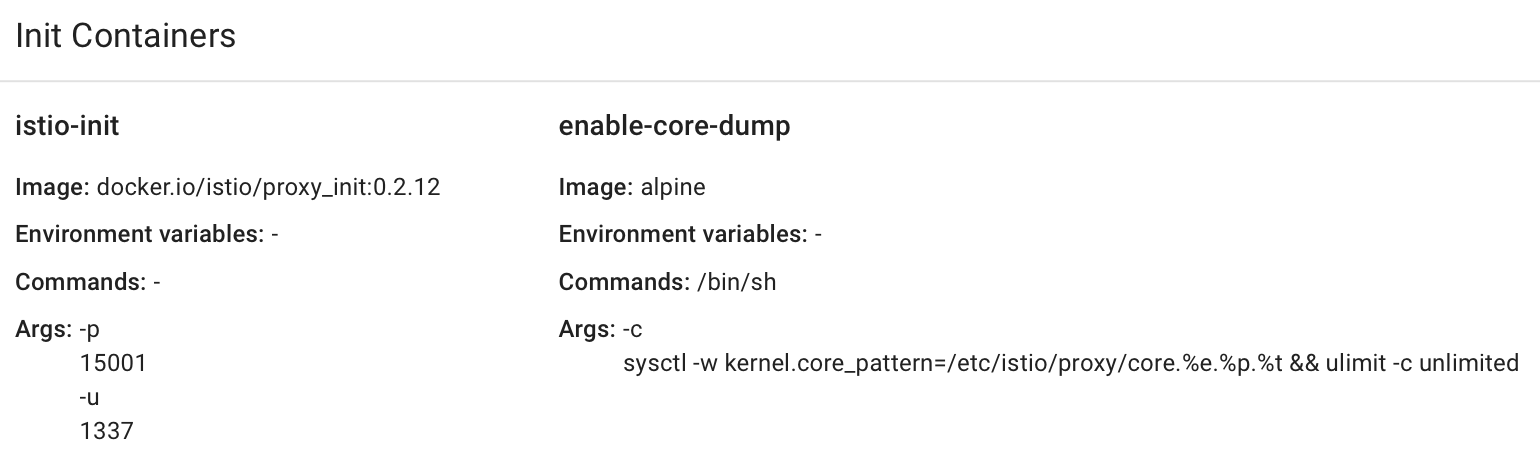 Init Containers
istio-init
Image: docker.io/istio/proxy_init:0.2.12
Environment variables: -
Commands: -
Args: -p
15001
-u
1337
enable-core-dump
Image: alpine
Environment variables: -
Commands: /bin/sh
Args: -c
sysctl -w kernel.core_pattern=/etc/istio/proxy/core.%e.%p.%t && ulimit -c unlimited